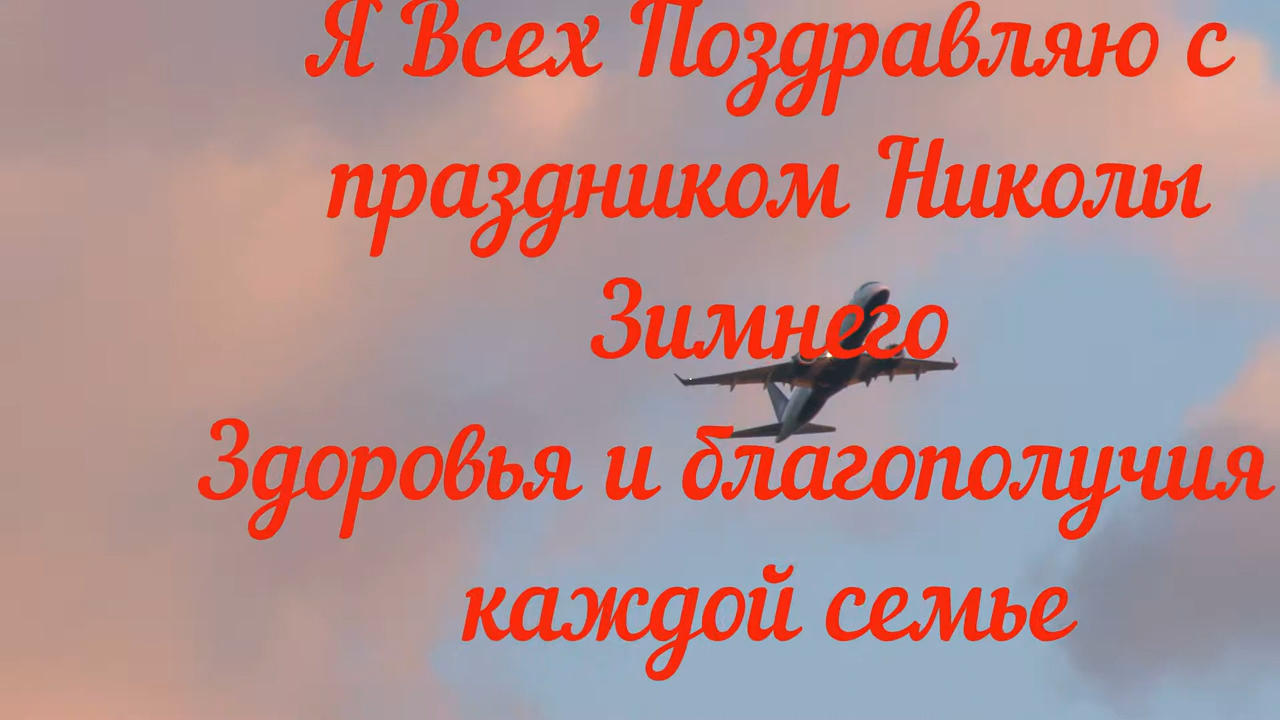 Я Всех Поздравляю с
праздником Николы
Зимнего
Здоровья и благополучия
каждой семье